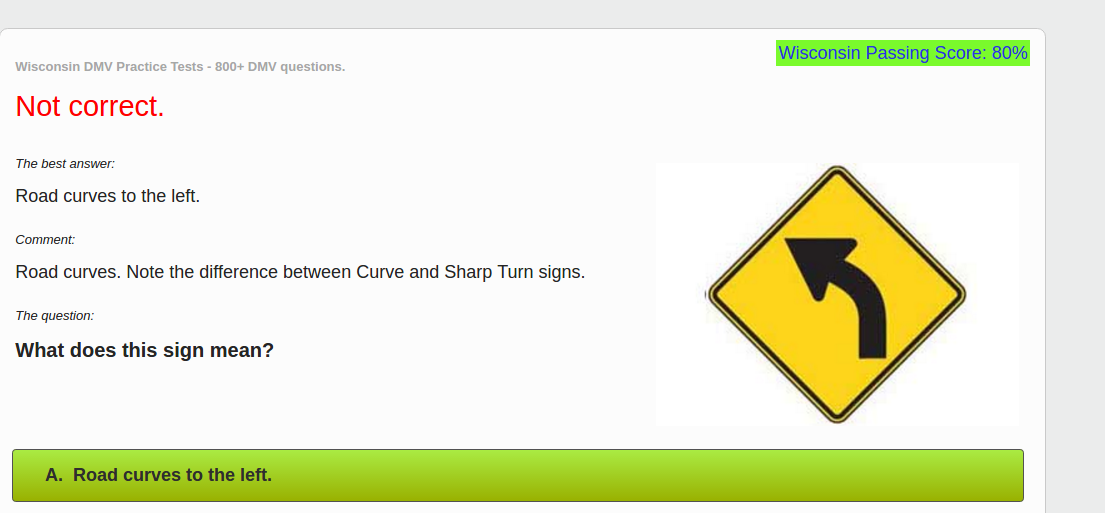 Wisconsin Passing Score: 80%
Wisconsin DMV Practice Tests - 800+ DMV questions.
Not correct.
The best answer:
Road curves to the left.
Comment:
Road curves. Note the difference between Curve and Sharp Turn signs.
The question:
What does this sign mean?
A. Road curves to the left.